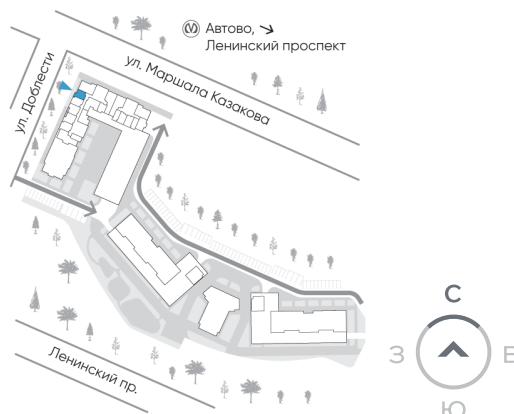 Автово, ↘
Ленинский проспект
ул. Маршала Казакова
ул. Доблести
Ленинский пр.
С
З
В
Ю